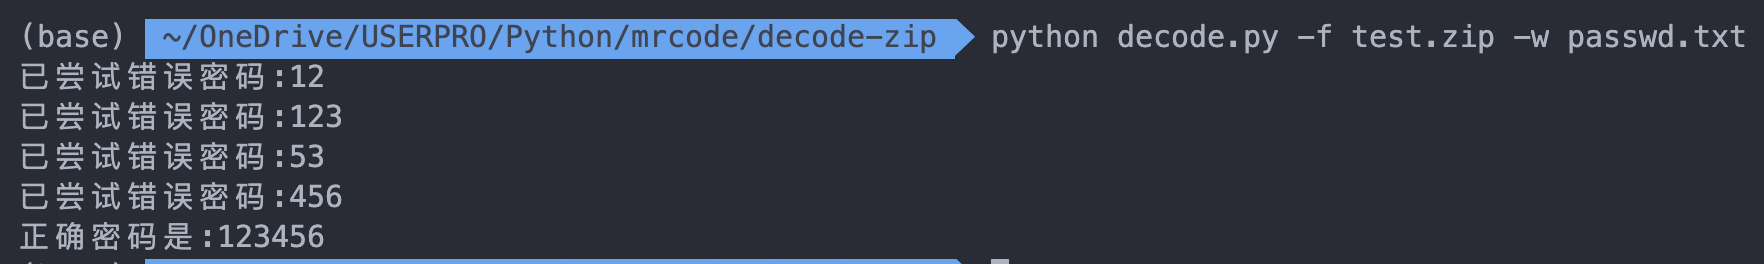 (base) ~/OneDrive/USERPRO/Python/mrcode/decode-zip python decode.py -f test.zip -w passwd.txt
已尝试错误密码:12
已尝试错误密码:123
已尝试错误密码:53
已尝试错误密码:456
正确密码是:123456